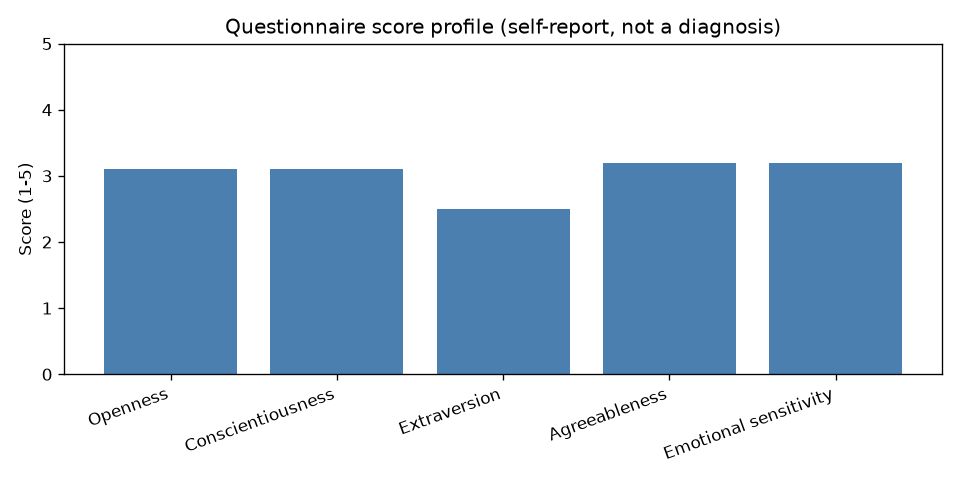 Questionnaire score profile (self-report, not a diagnosis)
Score (1-5)
5
4
3
2
1
0
Openness
Conscientiousness
Extraversion
Agreeableness
Emotional sensitivity